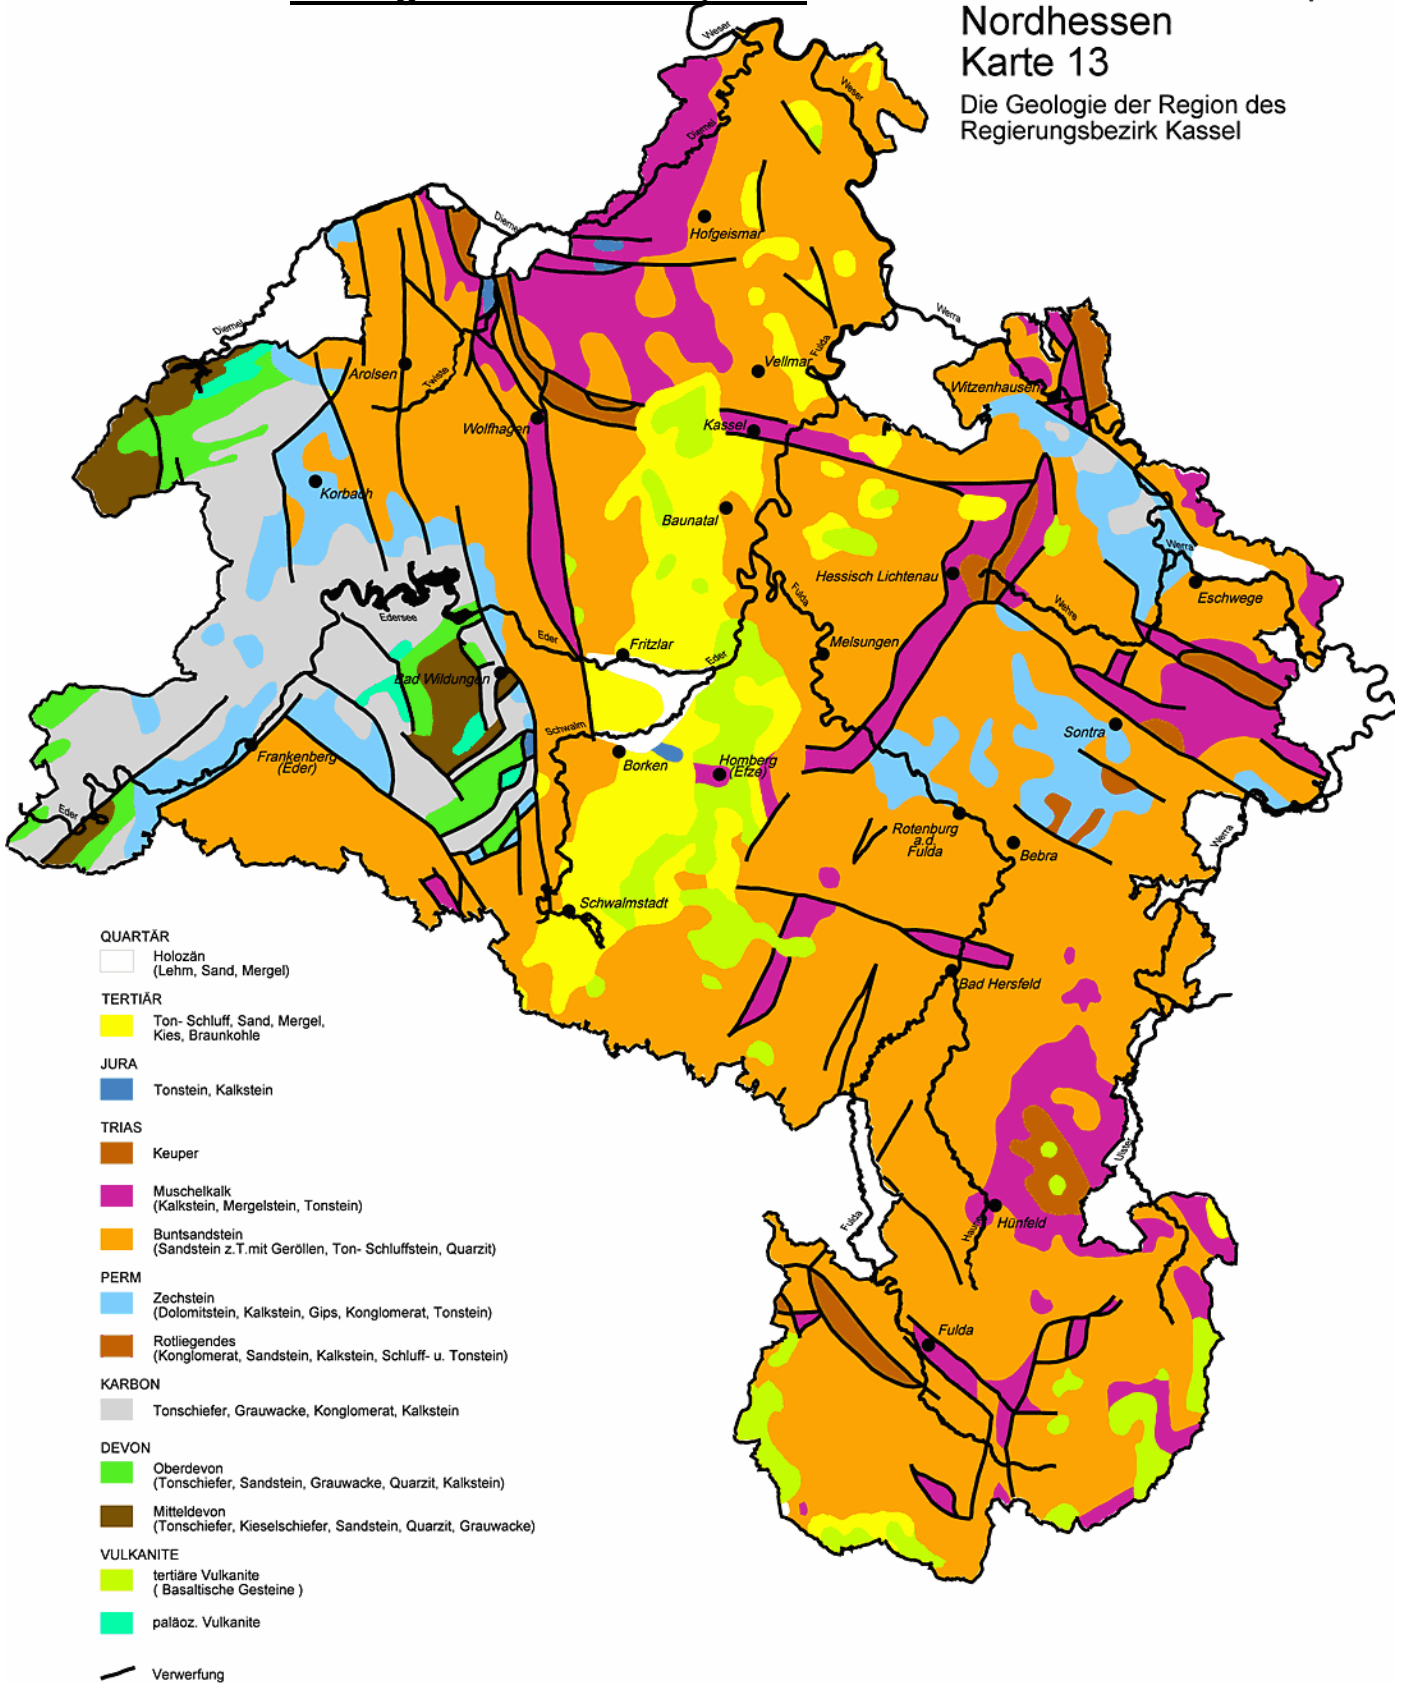 Nordhessen
Karte 13
Die Geologie der Region des
Regierungsbezirk Kassel
Weser
Weser
Diemel
Hofgeismar
Diemel
Diemel
Werra
Fulda
Vellmar
Arolsen
Twiste
Witzenhausen
Wolfhagen
Kassel
Korbach
Baunatal
Werra
Hessisch Lichtenau
Eschwege
Fulda
Wehre
Edersee
Eder
Fritzlar
Melsungen
Eder
Bad Wildungen
Schwalm
Sontra
Frankenberg
(Eder)
Borken
Homberg
(Efze)
Eder
Rotenburg
a.d.
Fulda
Bebra
Werra
Schwalmstadt
Bad Hersfeld
Ulster
Fulda
Haune
Hünfeld
Fulda
QUARTÄR
Holozän
(Lehm, Sand, Mergel)
TERTIÄR
Ton- Schluff, Sand, Mergel,
Kies, Braunkohle
JURA
Tonstein, Kalkstein
TRIAS
Keuper
Muschelkalk
(Kalkstein, Mergelstein, Tonstein)
Buntsandstein
(Sandstein z.T.mit Geröllen, Ton- Schluffstein, Quarzit)
PERM
Zechstein
(Dolomitstein, Kalkstein, Gips, Konglomerat, Tonstein)
Rotliegendes
(Konglomerat, Sandstein, Kalkstein, Schluff- u. Tonstein)
KARBON
Tonschiefer, Grauwacke, Konglomerat, Kalkstein
DEVON
Oberdevon
(Tonschiefer, Sandstein, Grauwacke, Quarzit, Kalkstein)
Mitteldevon
(Tonschiefer, Kieselschiefer, Sandstein, Quarzit, Grauwacke)
VULKANITE
tertiäre Vulkanite
( Basaltische Gesteine )
paläoz. Vulkanite
Verwerfung